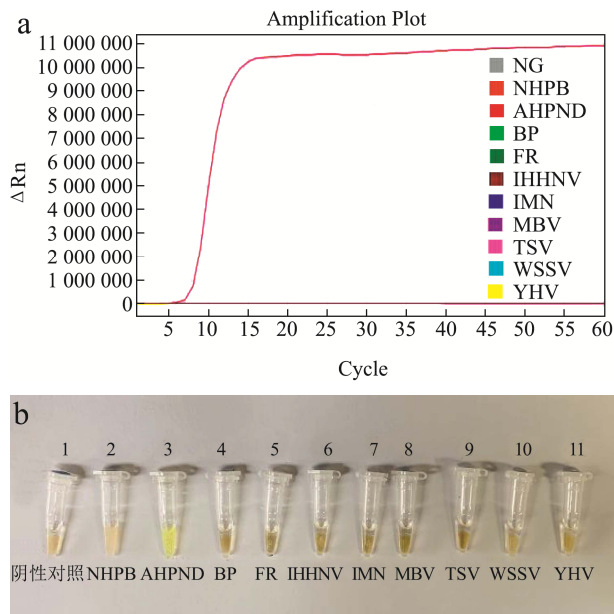 a
Amplification Plot
11 000 000
10 000 000
9 000 000
8 000 000
7 000 000
6 000 000
5 000 000
4 000 000
3 000 000
2 000 000
1 000 000
0
ΔRn
NG
NHPB
AHPND
BP
FR
IHHNV
IMN
MBV
TSV
WSSV
YHV
5 10 15 20 25 30 35 40 45 50 55 60
Cycle
b
1 2 3 4 5 6 7 8 9 10 11
阴性对照 NHPB AHPND BP FR IHHNV IMN MBV TSV WSSV YHV